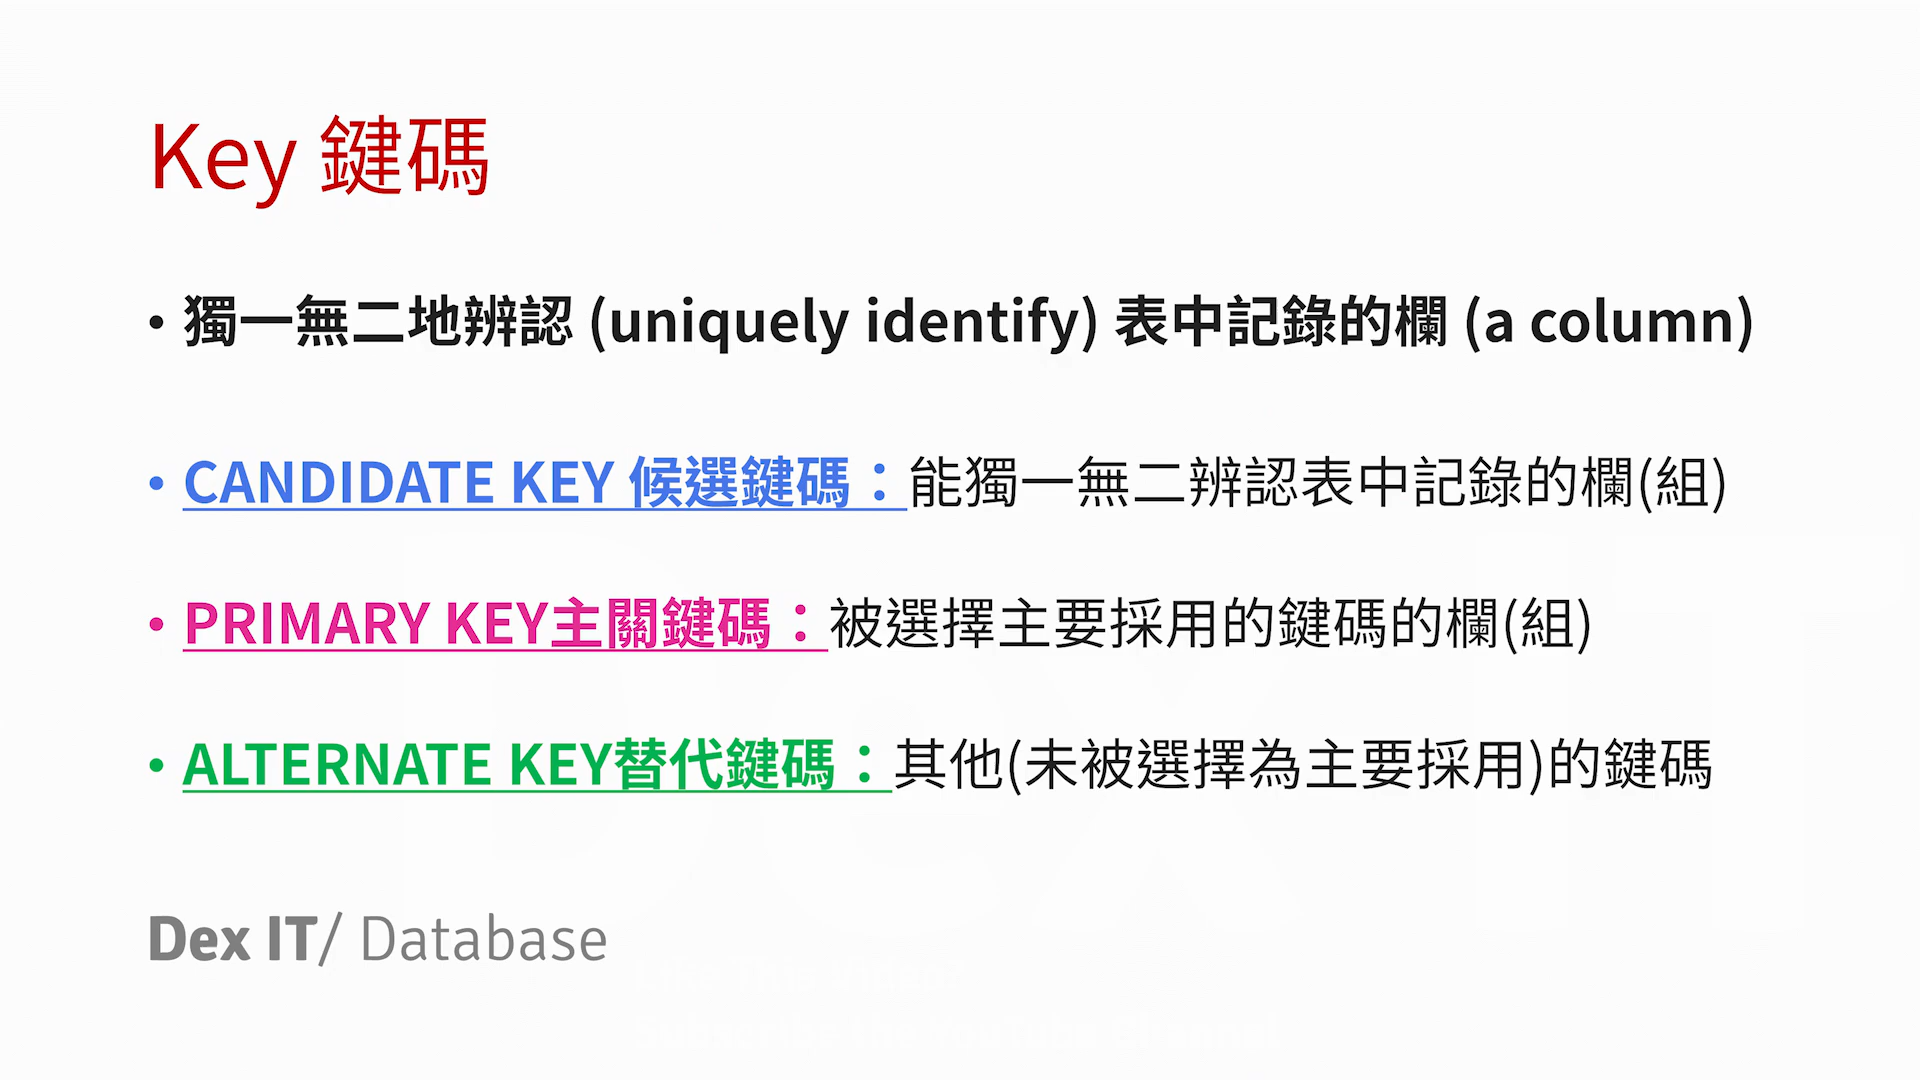 Key 鍵碼
• 獨一無二地辨認 (uniquely identify) 表中記錄的欄 (a column)
• CANDIDATE KEY 候選鍵碼：能獨一無二辨認表中記錄的欄(組)
• PRIMARY KEY主關鍵碼：被選擇主要採用的鍵碼的欄(組)
• ALTERNATE KEY替代鍵碼：其他(未被選擇為主要採用)的鍵碼
Dex IT/ Database